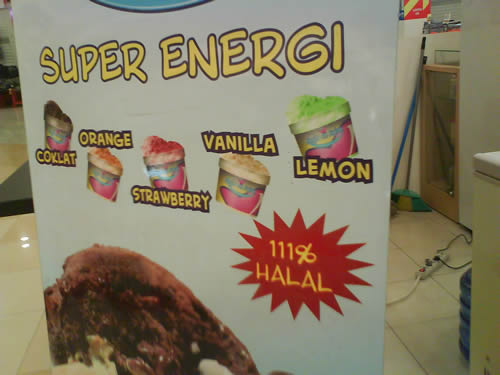 SUPER ENERGI
COKLAT
ORANGE
STRAWBERRY
VANILLA
LEMON
111%
HALAL